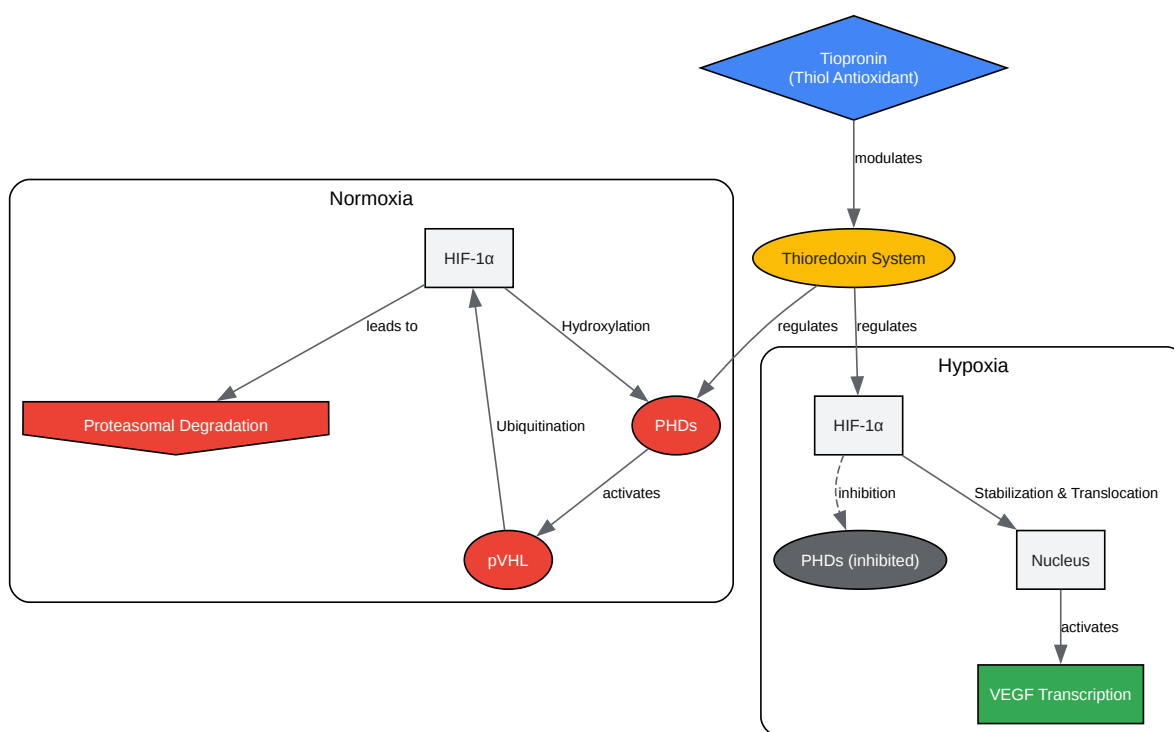 Tiopronin
(Thiol Antioxidant)
modulates
Normoxia
HIF-1α
Thioredoxin System
leads to
Hydroxylation
regulates
regulates
Hypoxia
Proteasomal Degradation
Ubiquitination
PHDs
HIF-1α
activates
inhibition
Stabilization & Translocation
pVHL
PHDs (inhibited)
Nucleus
activates
VEGF Transcription